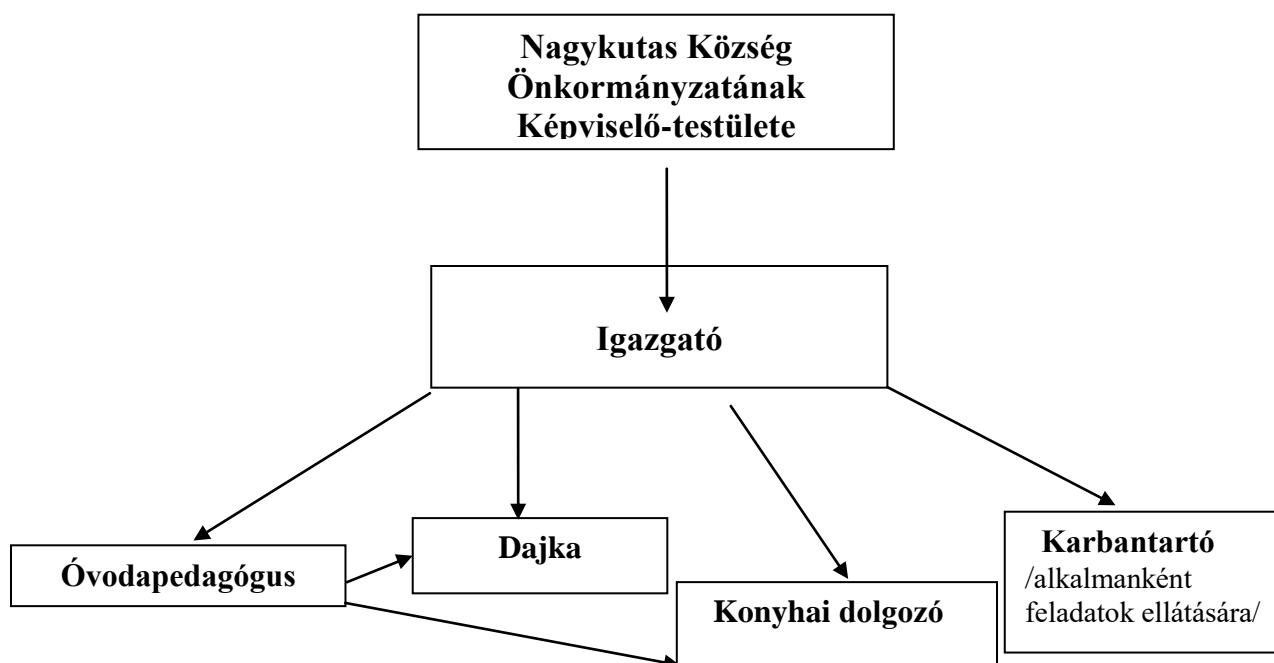 Nagykutas Község
Önkormányzatának
Képviselő-testülete
Igazgató
Óvodapedagógus
Dajka
Konyhai dolgozó
Karbantartó
/alkalmanként
feladatok ellátására/